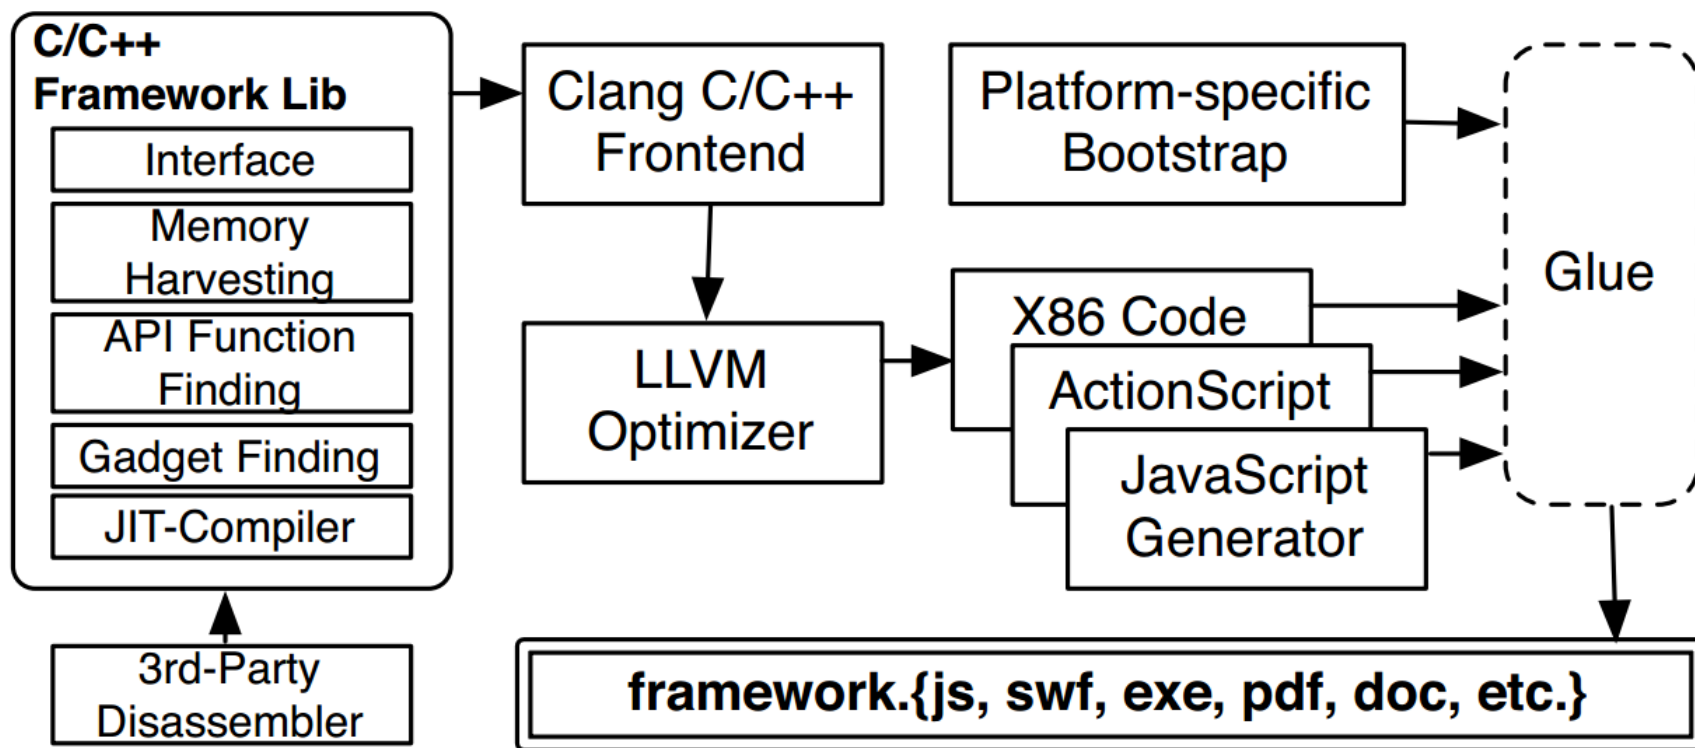 C/C++
Framework Lib
Interface
Memory
Harvesting
API Function
Finding
Gadget Finding
JIT-Compiler
3rd-Party
Disassembler
Clang C/C++
Frontend
LLVM
Optimizer
Platform-specific
Bootstrap
X86 Code
ActionScript
JavaScript
Generator
Glue
framework.{js, swf, exe, pdf, doc, etc.}